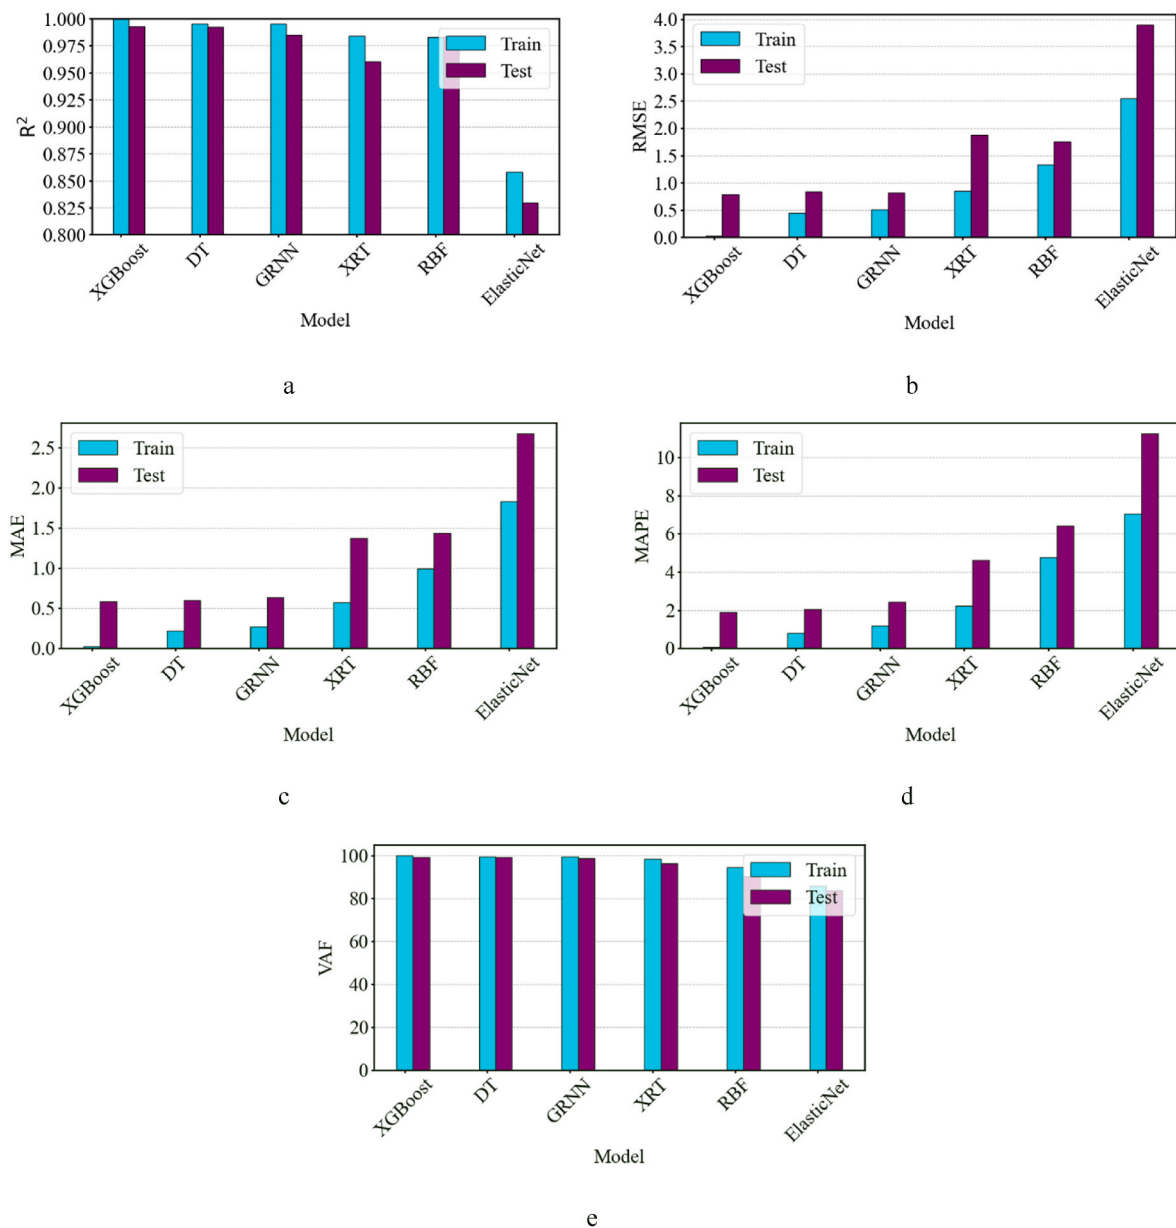 1.000
0.975
0.950
0.925
0.900
0.875
0.850
0.825
0.800
R²
Train
Test
XGBoost
DT
GRNN
XRT
RBF
ElasticNet
Model
a
4.0
3.5
3.0
2.5
2.0
1.5
1.0
0.5
0.0
RMSE
Train
Test
XGBoost
DT
GRNN
XRT
RBF
ElasticNet
Model
b
2.5
2.0
1.5
1.0
0.5
0.0
MAE
Train
Test
XGBoost
DT
GRNN
XRT
RBF
ElasticNet
Model
c
10
8
6
4
2
0
MAPE
Train
Test
XGBoost
DT
GRNN
XRT
RBF
ElasticNet
Model
d
100
80
60
40
20
0
VAF
Train
Test
XGBoost
DT
GRNN
XRT
RBF
ElasticNet
Model
e